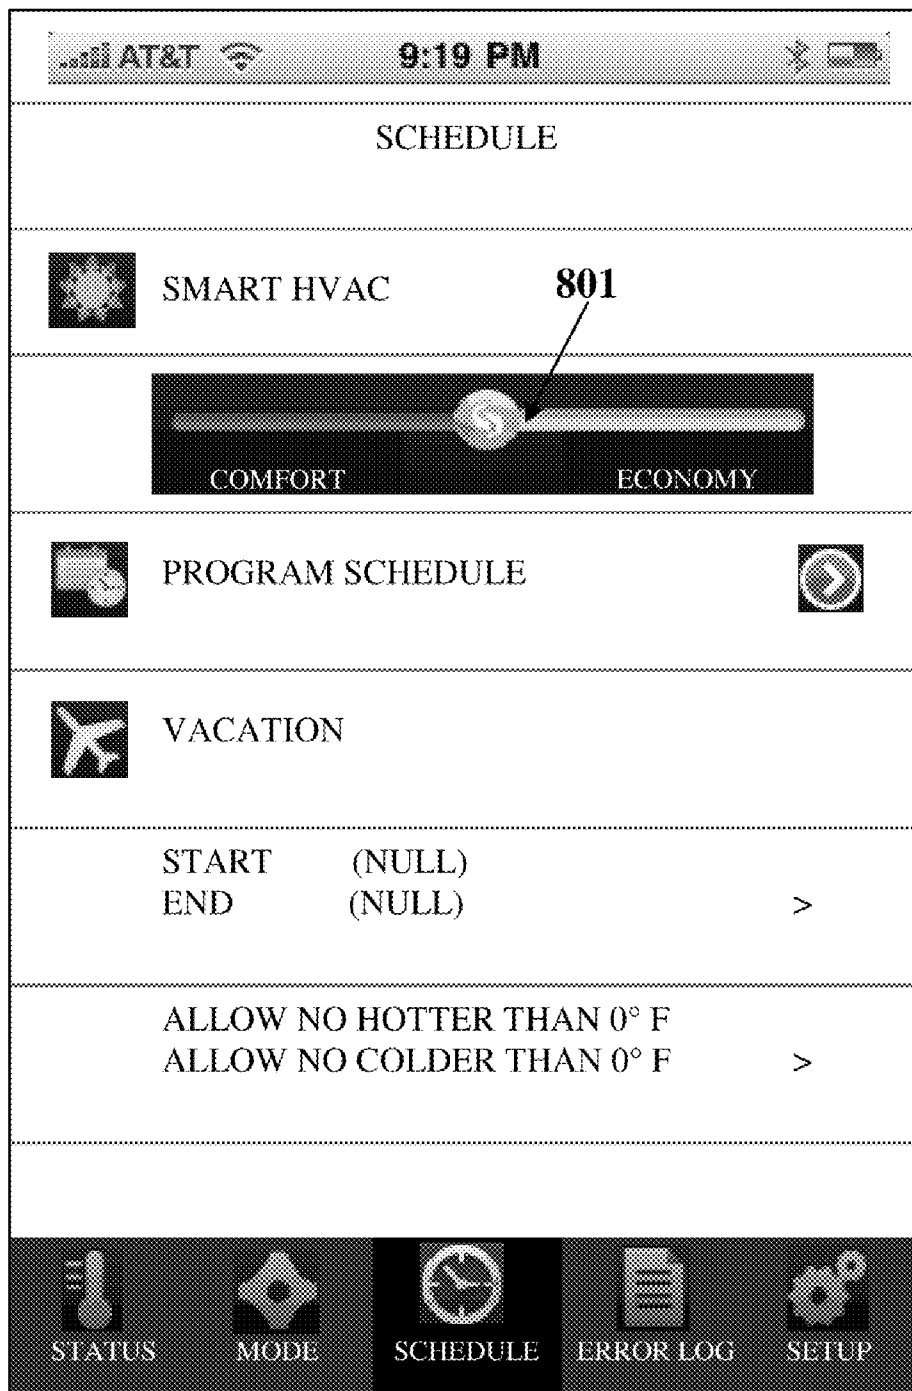 AT&T 9:19 PM
SCHEDULE
SMART HVAC 801
S
COMFORT ECONOMY
PROGRAM SCHEDULE
VACATION
START (NULL)
END (NULL) >
ALLOW NO HOTTER THAN 0° F
ALLOW NO COLDER THAN 0° F >
STATUS MODE SCHEDULE ERROR LOG SETUP